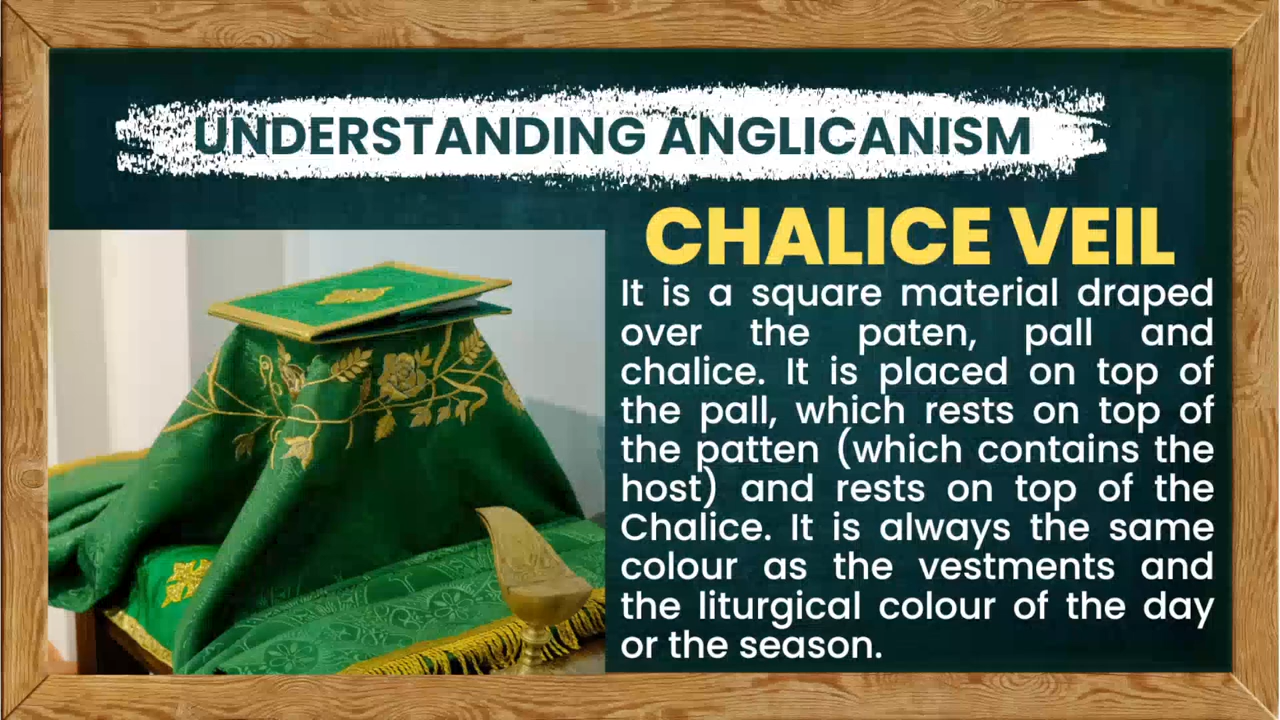 UNDERSTANDING ANGLICANISM
CHALICE VEIL
It is a square material draped
over the paten, pall and
chalice. It is placed on top of
the pall, which rests on top of
the patten (which contains the
host) and rests on top of the
Chalice. It is always the same
colour as the vestments and
the liturgical colour of the day
or the season.